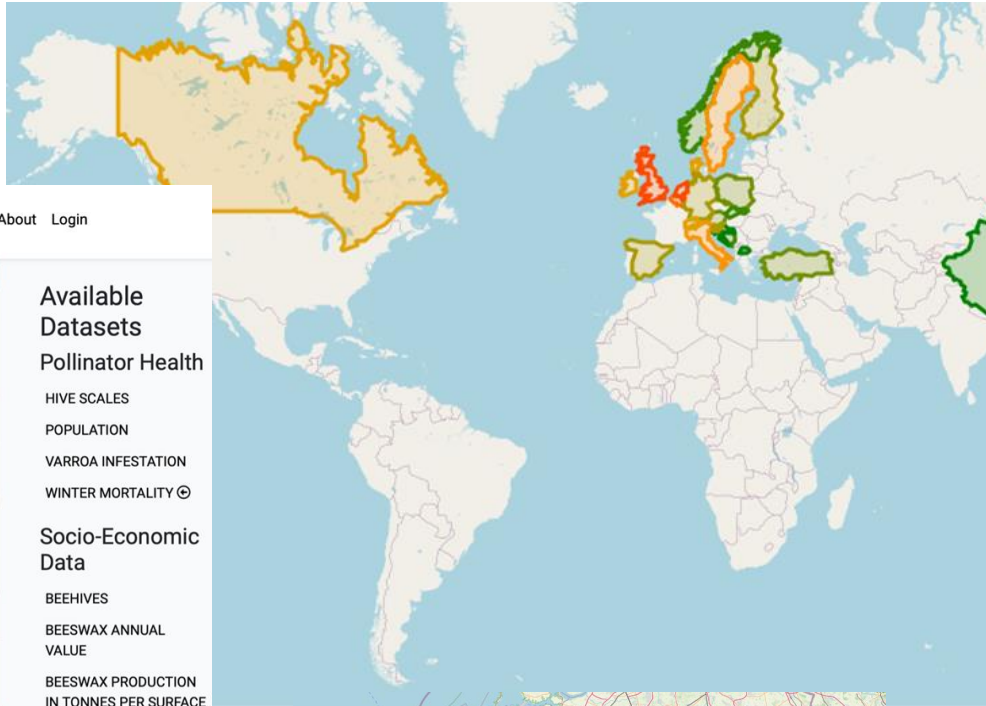 About Login
Available
Datasets
Pollinator Health
HIVE SCALES
POPULATION
VARROA INFESTATION
WINTER MORTALITY
Socio-Economic
Data
BEEHIVES
BEESWAX ANNUAL
VALUE
BEESWAX PRODUCTION
IN TONNES PER SURFACE